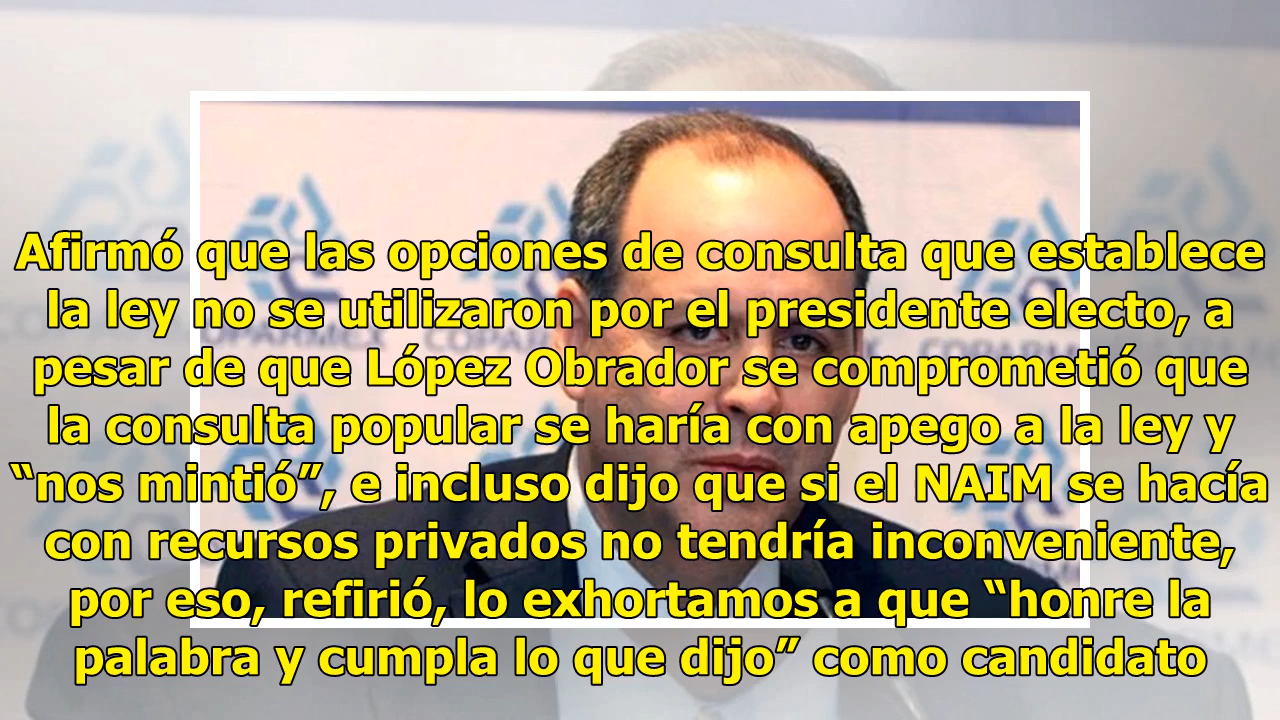 Afirmó que las opciones de consulta que establece
la ley no se utilizaron por el presidente electo, a
pesar de que López Obrador se comprometió que
la consulta popular se haría con apego a la ley y
“nos mintió”, e incluso dijo que si el NAIM se hacía
con recursos privados no tendría inconveniente,
por eso, refirió, lo exhortamos a que “honre la
palabra y cumpla lo que dijo” como candidato